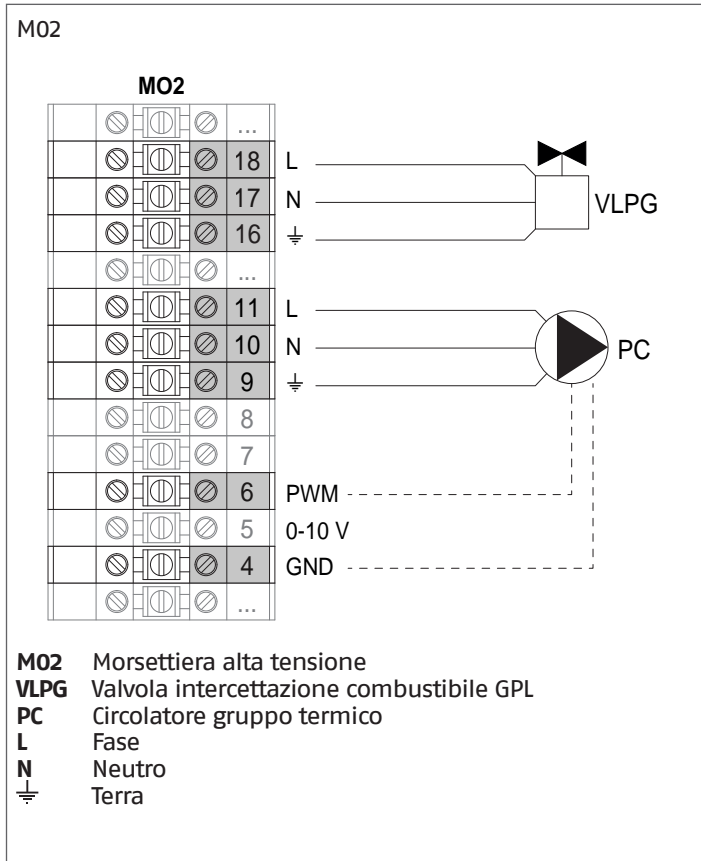 M02
MO2
...
18 L
17 N VLPG
16 ⏚
...
11 L
10 N PC
9 ⏚
8
7
6 PWM
5 0-10 V
4 GND
...
M02 Morsettiera alta tensione
VLPG Valvola intercettazione combustibile GPL
PC Circolatore gruppo termico
L Fase
N Neutro
⏚ Terra